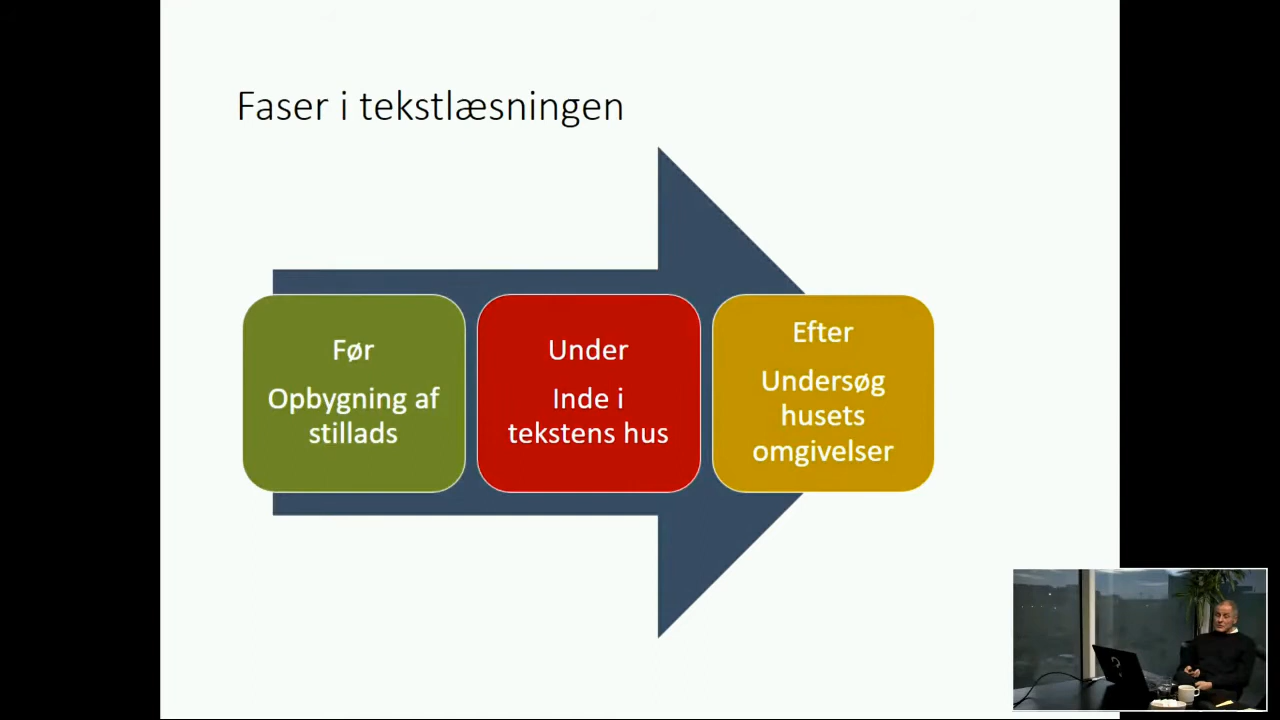 Faser i tekstlæsningen
Før
Opbygning af
stillads
Under
Inde i
tekstens hus
Efter
Undersøg
husets
omgivelser